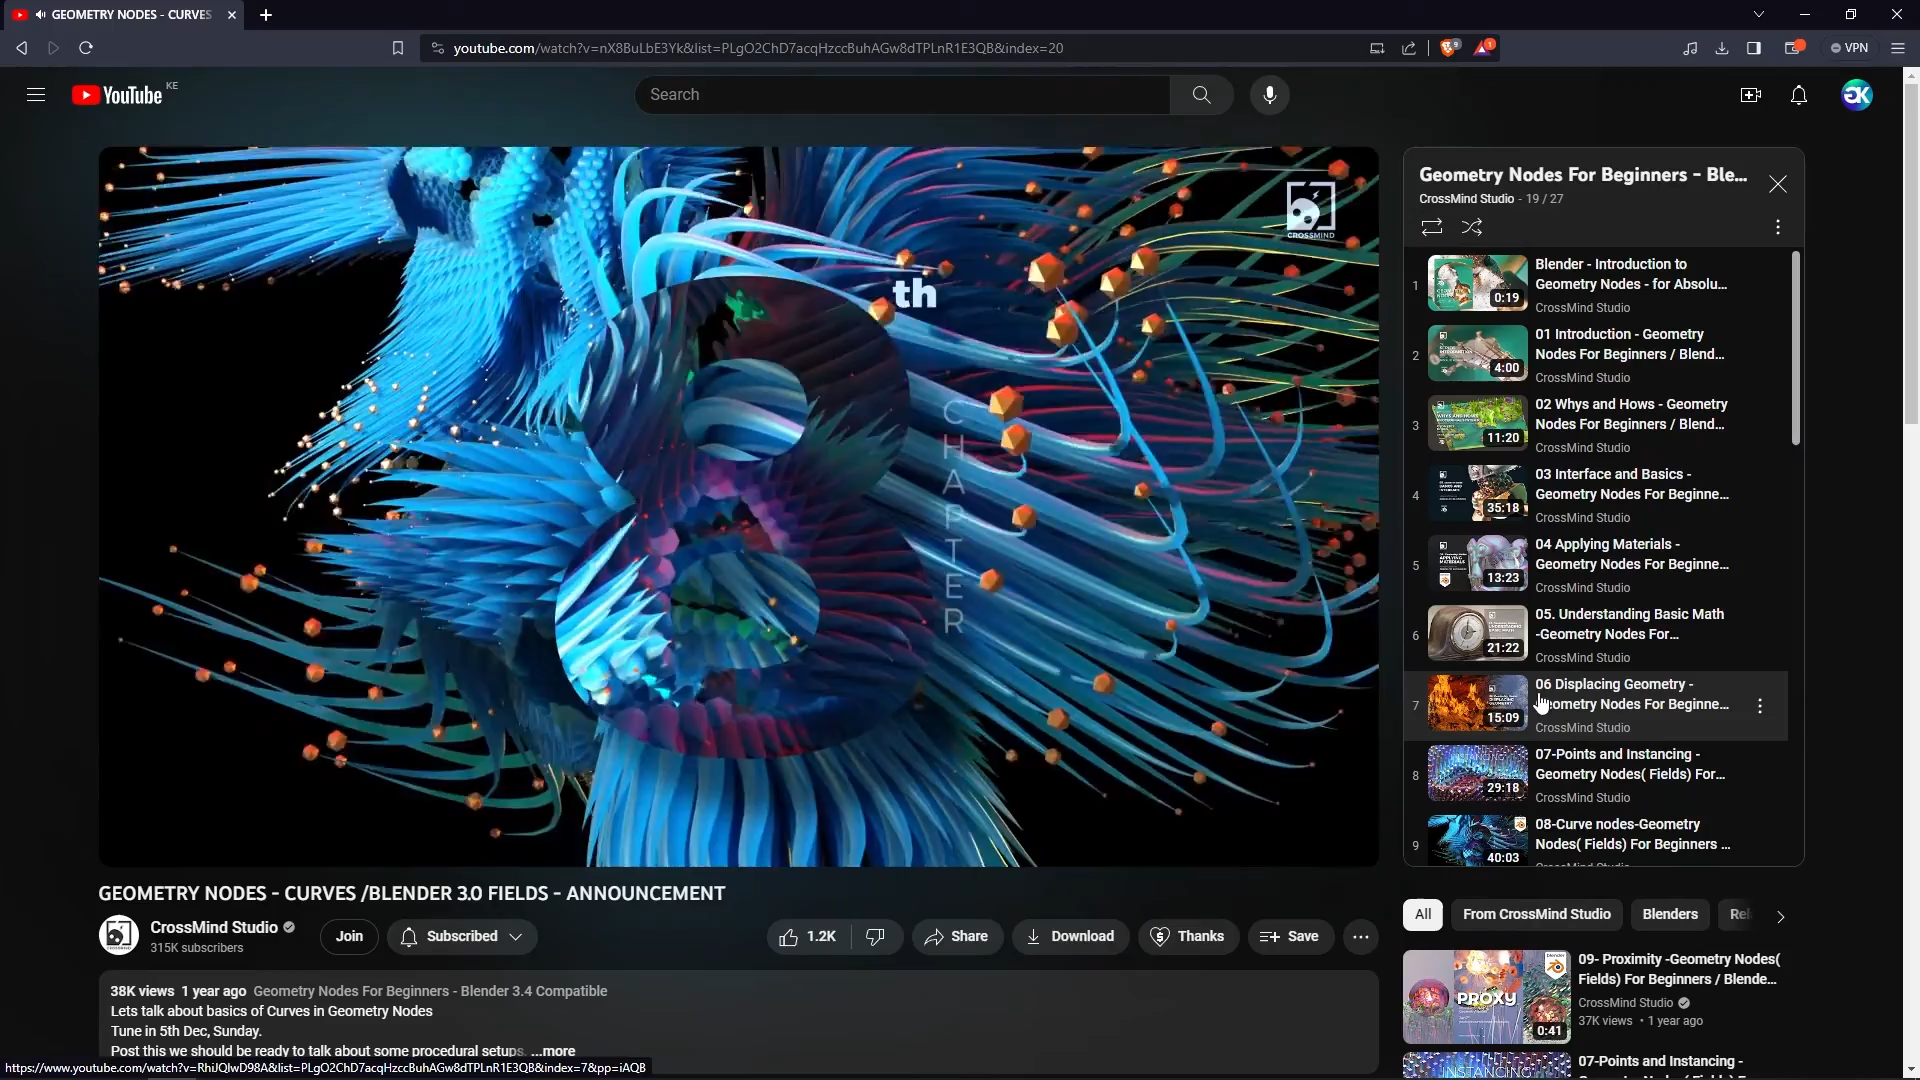 GEOMETRY NODES - CURVES
youtube.com/watch?v=nX8BuLbE3Yk&list=PLgO2ChD7acqHzccBuhAGw8dTPLnR1E3QB&index=20
9
1
VPN
YouTube KE
Search
GK
CROSSMIND
8
th
CHAPTER
Geometry Nodes For Beginners - Ble...
CrossMind Studio - 19 / 27
1
0:19
Blender - Introduction to
Geometry Nodes - for Absolu...
CrossMind Studio
2
4:00
01 Introduction - Geometry
Nodes For Beginners / Blend...
CrossMind Studio
3
11:20
02 Whys and Hows - Geometry
Nodes For Beginners / Blend...
CrossMind Studio
4
35:18
03 Interface and Basics -
Geometry Nodes For Beginne...
CrossMind Studio
5
13:23
04 Applying Materials -
Geometry Nodes For Beginne...
CrossMind Studio
6
21:22
05. Understanding Basic Math
-Geometry Nodes For...
CrossMind Studio
7
15:09
06 Displacing Geometry -
Geometry Nodes For Beginne...
CrossMind Studio
8
INSTANCING
29:18
07-Points and Instancing -
Geometry Nodes( Fields) For...
CrossMind Studio
9
40:03
08-Curve nodes-Geometry
Nodes( Fields) For Beginners ...
CrossMind Studio
GEOMETRY NODES - CURVES /BLENDER 3.0 FIELDS - ANNOUNCEMENT
CrossMind Studio
315K subscribers
Join
Subscribed
1.2K
Share
Download
Thanks
Save
38K views 1 year ago Geometry Nodes For Beginners - Blender 3.4 Compatible
Lets talk about basics of Curves in Geometry Nodes
Tune in 5th Dec, Sunday.
Post this we should be ready to talk about some procedural setups. ...more
All
From CrossMind Studio
Blenders
Rel
PROXY
0:41
09- Proximity -Geometry Nodes(
Fields) For Beginners / Blende...
CrossMind Studio
37K views • 1 year ago
INSTANCING
07-Points and Instancing -
https://www.youtube.com/watch?v=RhiJQlwD98A&list=PLgO2ChD7acqHzccBuhAGw8dTPLnR1E3QB&index=7&pp=iAQB